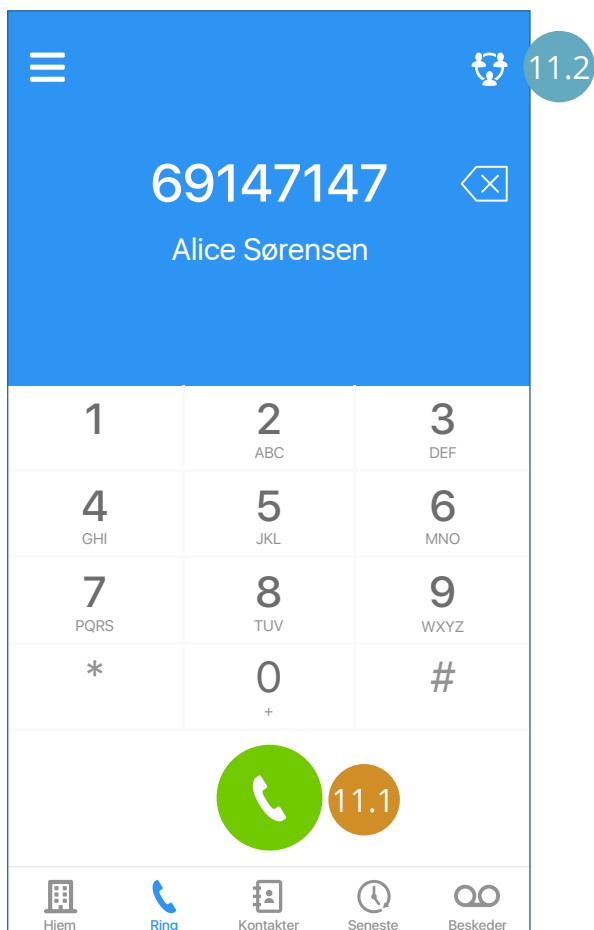 11.2
69147147
Alice Sørensen
1 2 3
ABC DEF
4 5 6
GHI JKL MNO
7 8 9
PQRS TUV WXYZ
* 0 #
+
11.1
Hjem Ring Kontakter Seneste Beskeder